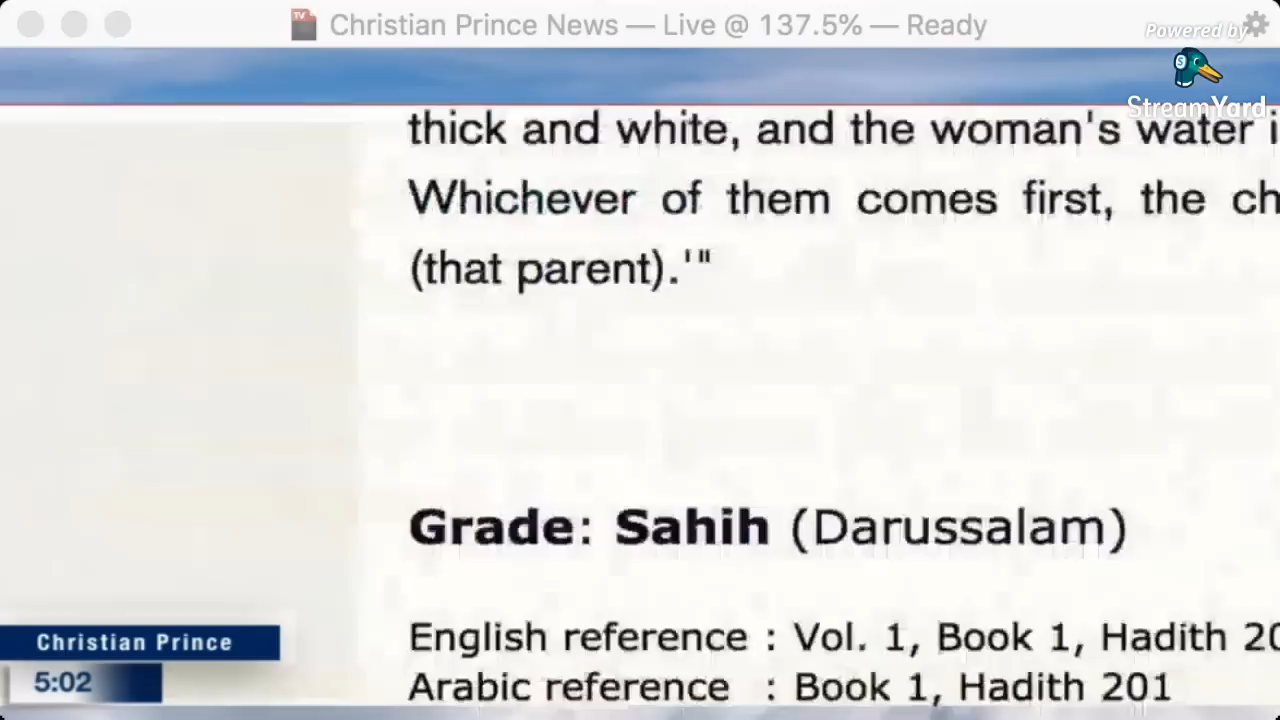 Christian Prince News — Live @ 137.5% — Ready
Powered by
StreamYard
thick and white, and the woman's water
Whichever of them comes first, the
(that parent).'"
Grade: Sahih (Darussalam)
English reference : Vol. 1, Book 1, Hadith
Arabic reference : Book 1, Hadith 201
Christian Prince
5:02